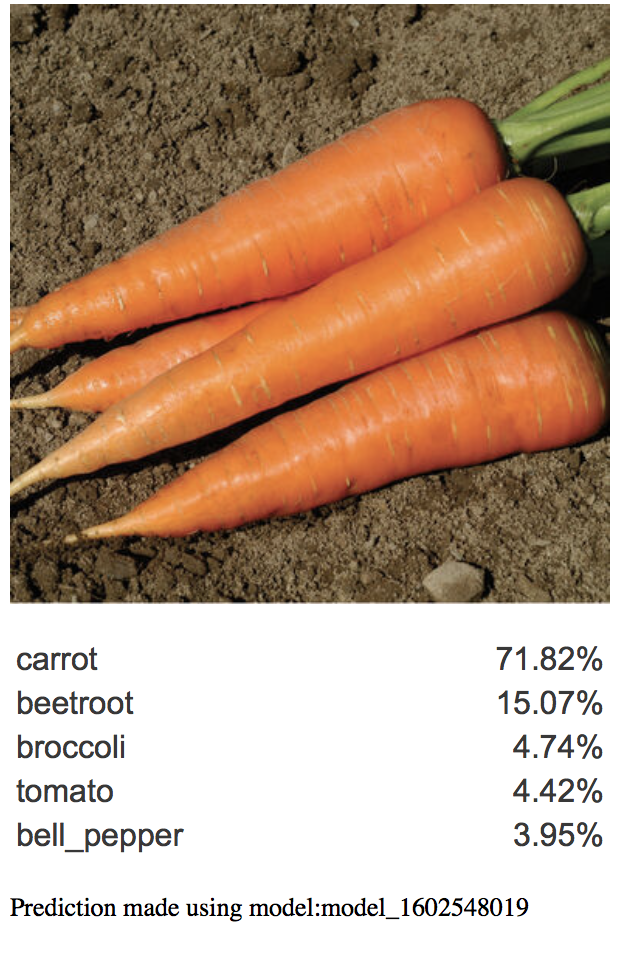 carrot 71.82%
beetroot 15.07%
broccoli 4.74%
tomato 4.42%
bell_pepper 3.95%
Prediction made using model:model_1602548019